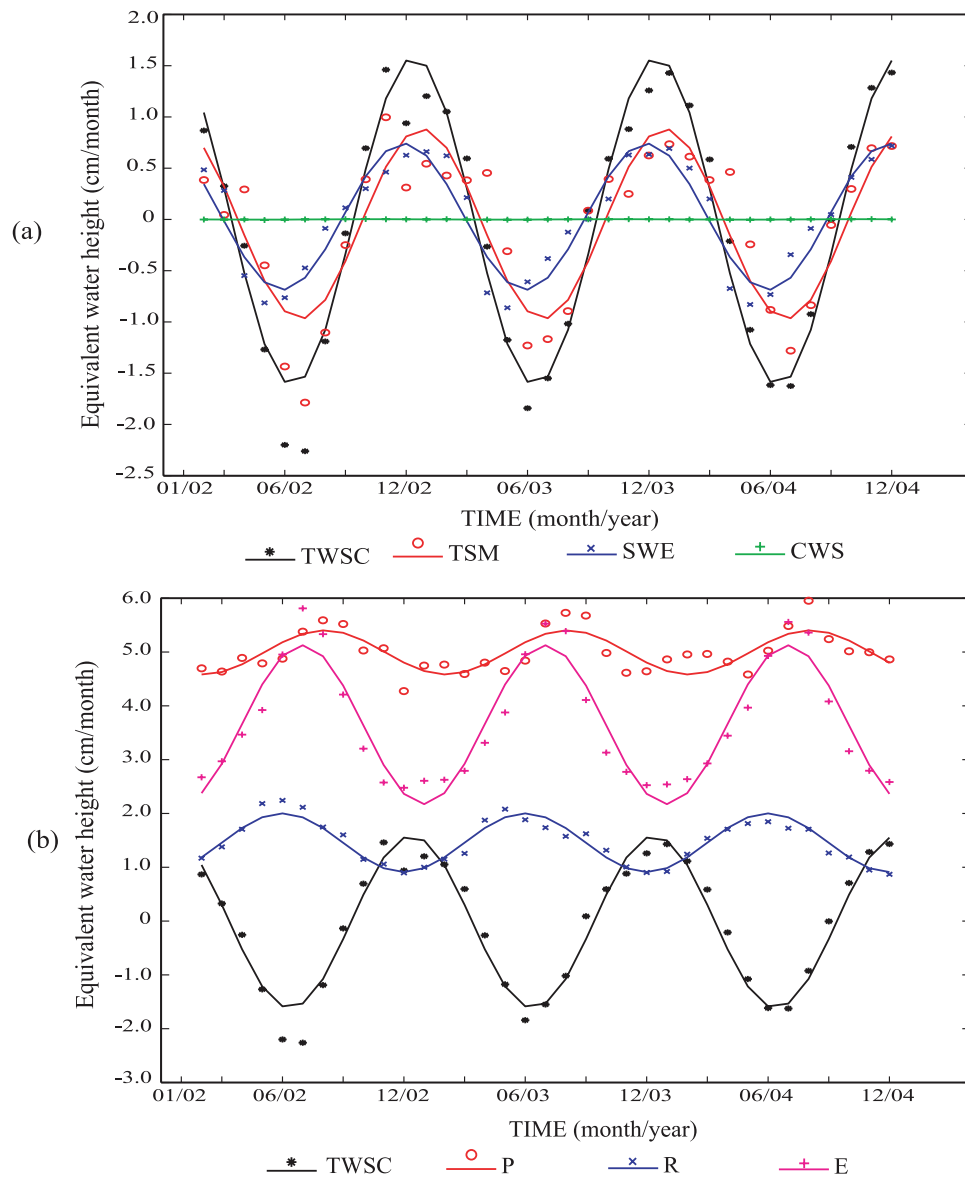 (a)
Equivalent water height (cm/month)
2.0
1.5
1.0
0.5
0
-0.5
-1.0
-1.5
-2.0
-2.5
01/02 06/02 12/02 06/03 12/03 06/04 12/04
TIME (month/year)
TWSC TSM SWE CWS
(b)
Equivalent water height (cm/month)
6.0
5.0
4.0
3.0
2.0
1.0
0
-1.0
-2.0
-3.0
01/02 06/02 12/02 06/03 12/03 06/04 12/04
TIME (month/year)
TWSC P R E